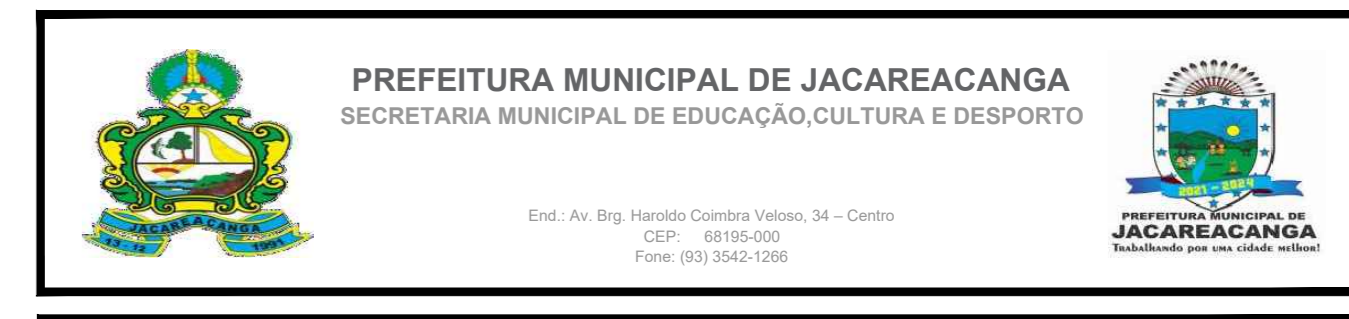 PREFEITURA MUNICIPAL DE JACAREACANGA
SECRETARIA MUNICIPAL DE EDUCAÇÃO,CULTURA E DESPORTO
End.: Av. Brg. Haroldo Coimbra Veloso, 34 – Centro
CEP: 68195-000
Fone: (93) 3542-1266
JACAREACANGA
13 - 12
1991
2021 - 2024
PREFEITURA MUNICIPAL DE
JACAREACANGA
Trabalhando por uma cidade melhor!